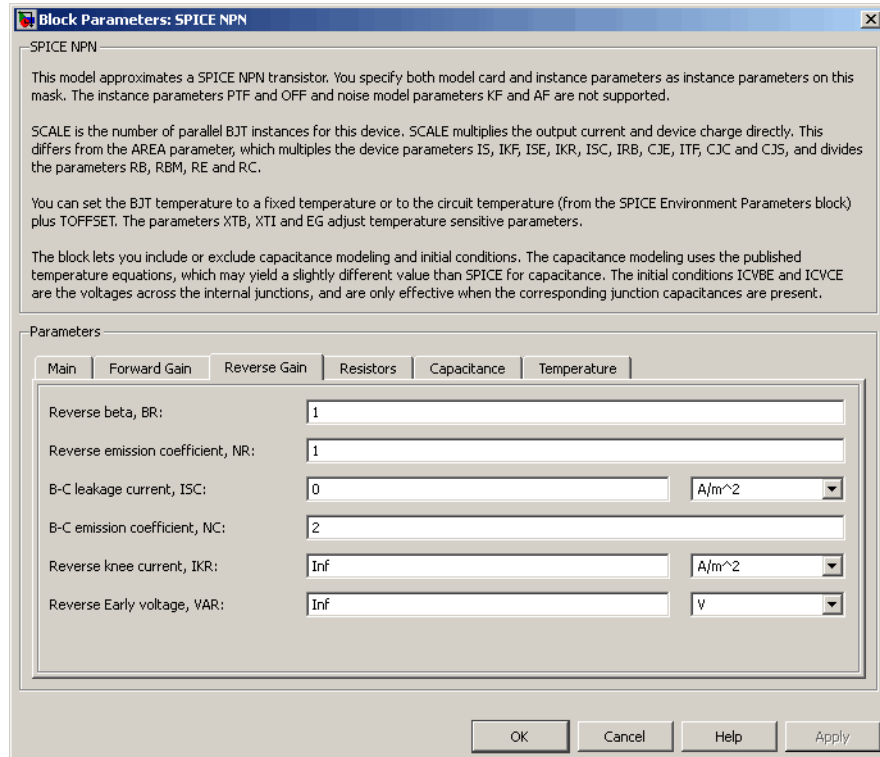 Block Parameters: SPICE NPN
SPICE NPN
This model approximates a SPICE NPN transistor. You specify both model card and instance parameters as instance parameters on this
mask. The instance parameters PTF and OFF and noise model parameters KF and AF are not supported.
SCALE is the number of parallel BJT instances for this device. SCALE multiplies the output current and device charge directly. This
differs from the AREA parameter, which multiples the device parameters IS, IKF, ISE, IKR, ISC, IRB, CJE, ITF, CJC and CJS, and divides
the parameters RB, RBM, RE and RC.
You can set the BJT temperature to a fixed temperature or to the circuit temperature (from the SPICE Environment Parameters block)
plus TOFFSET. The parameters XTB, XTI and EG adjust temperature sensitive parameters.
The block lets you include or exclude capacitance modeling and initial conditions. The capacitance modeling uses the published
temperature equations, which may yield a slightly different value than SPICE for capacitance. The initial conditions ICVBE and ICVCE
are the voltages across the internal junctions, and are only effective when the corresponding junction capacitances are present.
Parameters
Main Forward Gain Reverse Gain Resistors Capacitance Temperature
Reverse beta, BR: 1
Reverse emission coefficient, NR: 1
B-C leakage current, ISC: 0 A/m^2
B-C emission coefficient, NC: 2
Reverse knee current, IKR: Inf A/m^2
Reverse Early voltage, VAR: Inf V
OK Cancel Help Apply